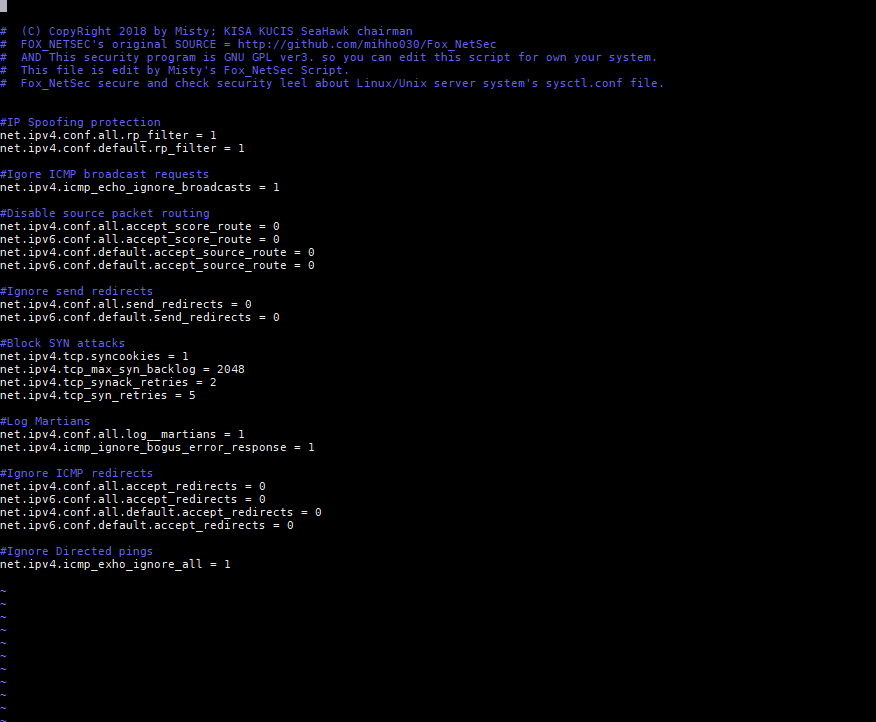 #  (C) CopyRight 2018 by Misty; KISA KUCIS SeaHawk chairman
#  FOX_NETSEC's original SOURCE = http://github.com/mihho030/Fox_NetSec
#  AND This security program is GNU GPL ver3. so you can edit this script for own your system.
#  This file is edit by Misty's Fox_NetSec Script.
#  Fox_NetSec secure and check security leel about Linux/Unix server system's sysctl.conf file.
#IP Spoofing protection
net.ipv4.conf.all.rp_filter = 1
net.ipv4.conf.default.rp_filter = 1
#Igore ICMP broadcast requests
net.ipv4.icmp_echo_ignore_broadcasts = 1
#Disable source packet routing
net.ipv4.conf.all.accept_score_route = 0
net.ipv6.conf.all.accept_score_route = 0
net.ipv4.conf.default.accept_source_route = 0
net.ipv6.conf.default.accept_source_route = 0
#Ignore send redirects
net.ipv4.conf.all.send_redirects = 0
net.ipv6.conf.default.send_redirects = 0
#Block SYN attacks
net.ipv4.tcp.syncookies = 1
net.ipv4.tcp_max_syn_backlog = 2048
net.ipv4.tcp_synack_retries = 2
net.ipv4.tcp_syn_retries = 5
#Log Martians
net.ipv4.conf.all.log__martians = 1
net.ipv4.icmp_ignore_bogus_error_response = 1
#Ignore ICMP redirects
net.ipv4.conf.all.accept_redirects = 0
net.ipv6.conf.all.accept_redirects = 0
net.ipv4.conf.all.default.accept_redirects = 0
net.ipv6.conf.default.accept_redirects = 0
#Ignore Directed pings
net.ipv4.icmp_exho_ignore_all = 1
~
~
~
~
~
~
~
~
~
~
~